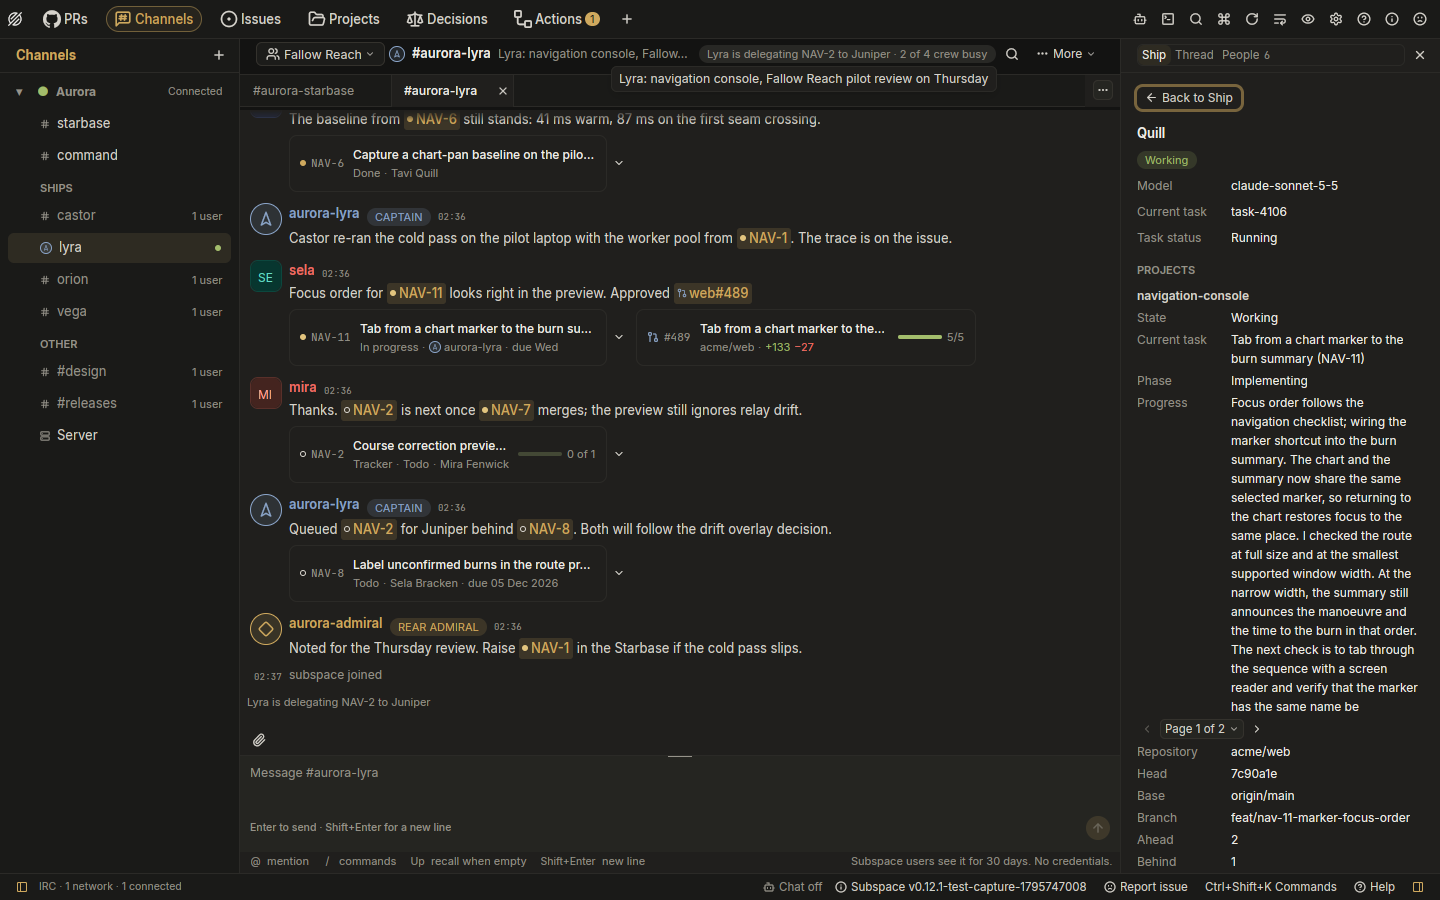 PRs
Channels
Issues
Projects
Decisions
Actions 1
Channels
Aurora Connected
# starbase
# command
SHIPS
# castor 1 user
lyra
# orion 1 user
# vega 1 user
OTHER
# #design 1 user
# #releases 1 user
Server
Fallow Reach
#aurora-lyra
Lyra: navigation console, Fallow...
Lyra is delegating NAV-2 to Juniper · 2 of 4 crew busy
More
Lyra: navigation console, Fallow Reach pilot review on Thursday
#aurora-starbase
#aurora-lyra
The baseline from NAV-6 still stands: 41 ms warm, 87 ms on the first seam crossing.
NAV-6 Capture a chart-pan baseline on the pilo...
Done · Tavi Quill
aurora-lyra CAPTAIN 02:36
Castor re-ran the cold pass on the pilot laptop with the worker pool from NAV-1. The trace is on the issue.
SE sela 02:36
Focus order for NAV-11 looks right in the preview. Approved web#489
NAV-11 Tab from a chart marker to the burn su...
In progress · aurora-lyra · due Wed
#489 Tab from a chart marker to the... 5/5
acme/web · +133 −27
MI mira 02:36
Thanks. NAV-2 is next once NAV-7 merges; the preview still ignores relay drift.
NAV-2 Course correction previe... 0 of 1
Tracker · Todo · Mira Fenwick
aurora-lyra CAPTAIN 02:36
Queued NAV-2 for Juniper behind NAV-8. Both will follow the drift overlay decision.
NAV-8 Label unconfirmed burns in the route pr...
Todo · Sela Bracken · due 05 Dec 2026
aurora-admiral REAR ADMIRAL 02:36
Noted for the Thursday review. Raise NAV-1 in the Starbase if the cold pass slips.
02:37 subspace joined
Lyra is delegating NAV-2 to Juniper
Message #aurora-lyra
Enter to send · Shift+Enter for a new line
@ mention / commands Up recall when empty Shift+Enter new line
Subspace users see it for 30 days. No credentials.
Ship Thread People 6
Back to Ship
Quill
Working
Model claude-sonnet-5-5
Current task task-4106
Task status Running
PROJECTS
navigation-console
State Working
Current task Tab from a chart marker to the
burn summary (NAV-11)
Phase Implementing
Progress Focus order follows the
navigation checklist; wiring the
marker shortcut into the burn
summary. The chart and the
summary now share the same
selected marker, so returning to
the chart restores focus to the
same place. I checked the route
at full size and at the smallest
supported window width. At the
narrow width, the summary still
announces the manoeuvre and
the time to the burn in that order.
The next check is to tab through
the sequence with a screen
reader and verify that the marker
has the same name be
Page 1 of 2
Repository acme/web
Head 7c90a1e
Base origin/main
Branch feat/nav-11-marker-focus-order
Ahead 2
Behind 1
IRC · 1 network · 1 connected
Chat off
Subspace v0.12.1-test-capture-1795747008
Report issue
Ctrl+Shift+K Commands
Help